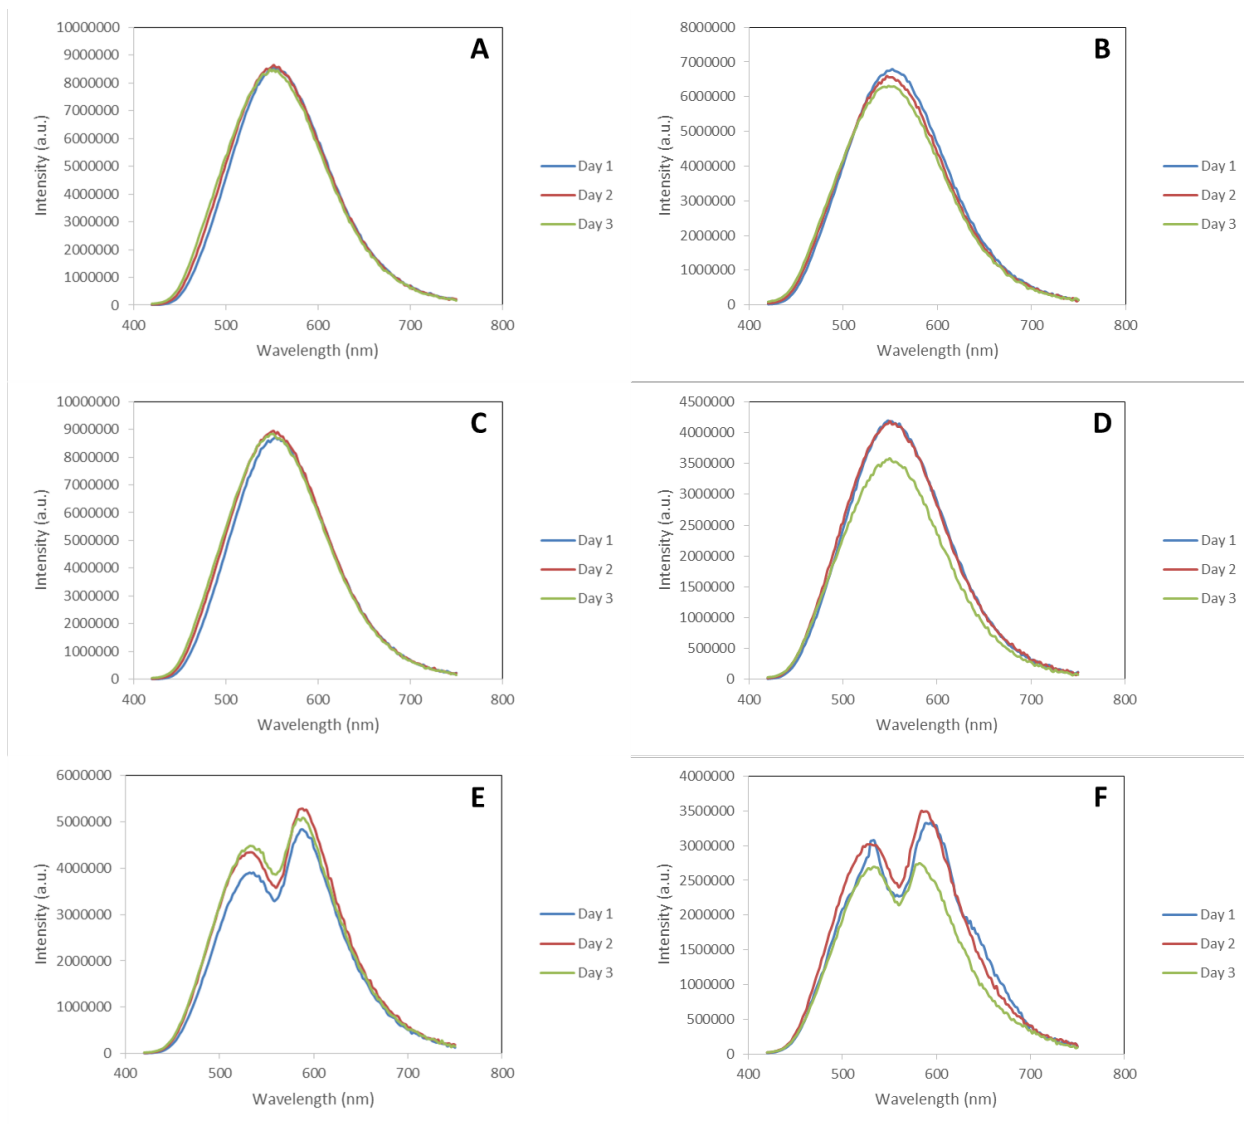 A
Intensity (a.u.)
10000000
9000000
8000000
7000000
6000000
5000000
4000000
3000000
2000000
1000000
0
400
500
600
700
800
Wavelength (nm)
Day 1
Day 2
Day 3
B
Intensity (a.u.)
8000000
7000000
6000000
5000000
4000000
3000000
2000000
1000000
0
400
500
600
700
800
Wavelength (nm)
Day 1
Day 2
Day 3
C
Intensity (a.u.)
10000000
9000000
8000000
7000000
6000000
5000000
4000000
3000000
2000000
1000000
0
400
500
600
700
800
Wavelength (nm)
Day 1
Day 2
Day 3
D
Intensity (a.u.)
4500000
4000000
3500000
3000000
2500000
2000000
1500000
1000000
500000
0
400
500
600
700
800
Wavelength (nm)
Day 1
Day 2
Day 3
E
Intensity (a.u.)
6000000
5000000
4000000
3000000
2000000
1000000
0
400
500
600
700
800
Wavelength (nm)
Day 1
Day 2
Day 3
F
Intensity (a.u.)
4000000
3500000
3000000
2500000
2000000
1500000
1000000
500000
0
400
500
600
700
800
Wavelength (nm)
Day 1
Day 2
Day 3